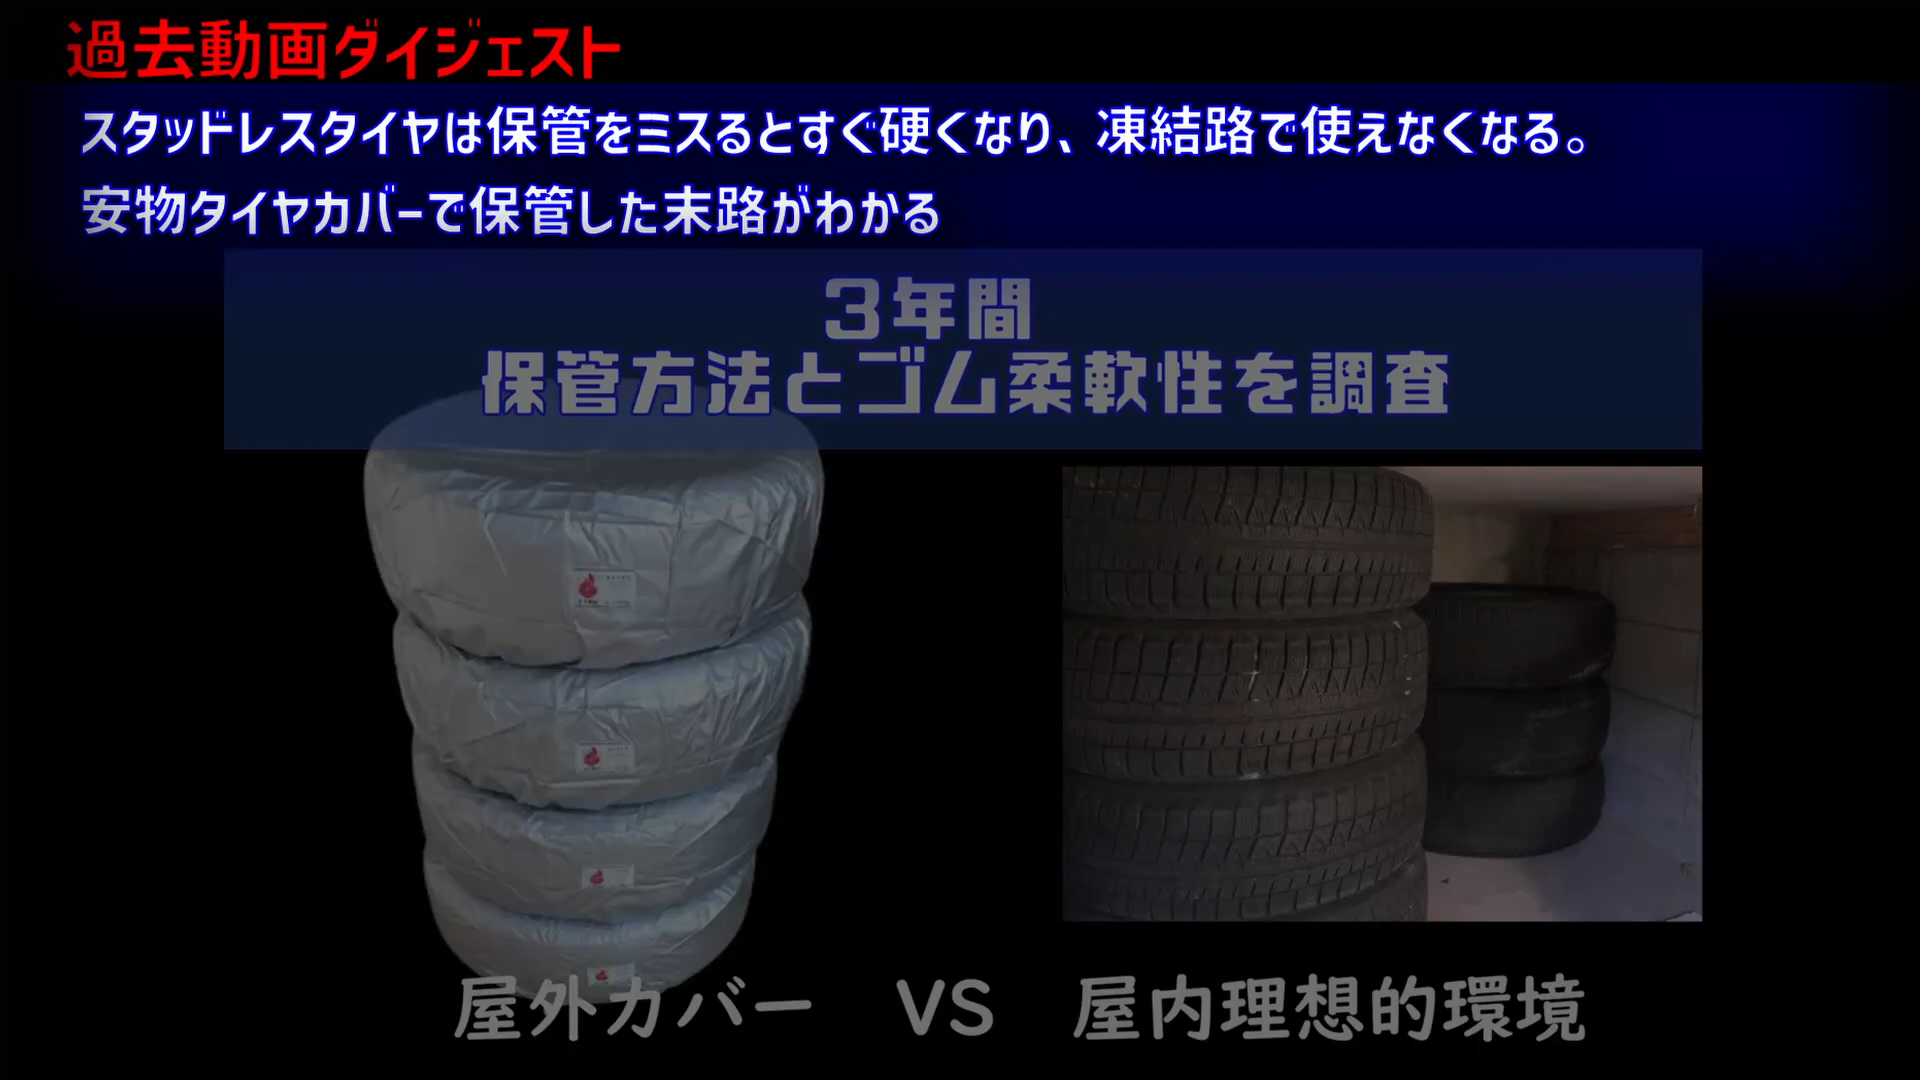 過去動画ダイジェスト
スタッドレスタイヤは保管をミスるとすぐ硬くなり、凍結路で使えなくなる。
安物タイヤカバーで保管した末路がわかる
３年間
保管方法とゴム柔軟性を調査
屋外カバー　VS　屋内理想的環境